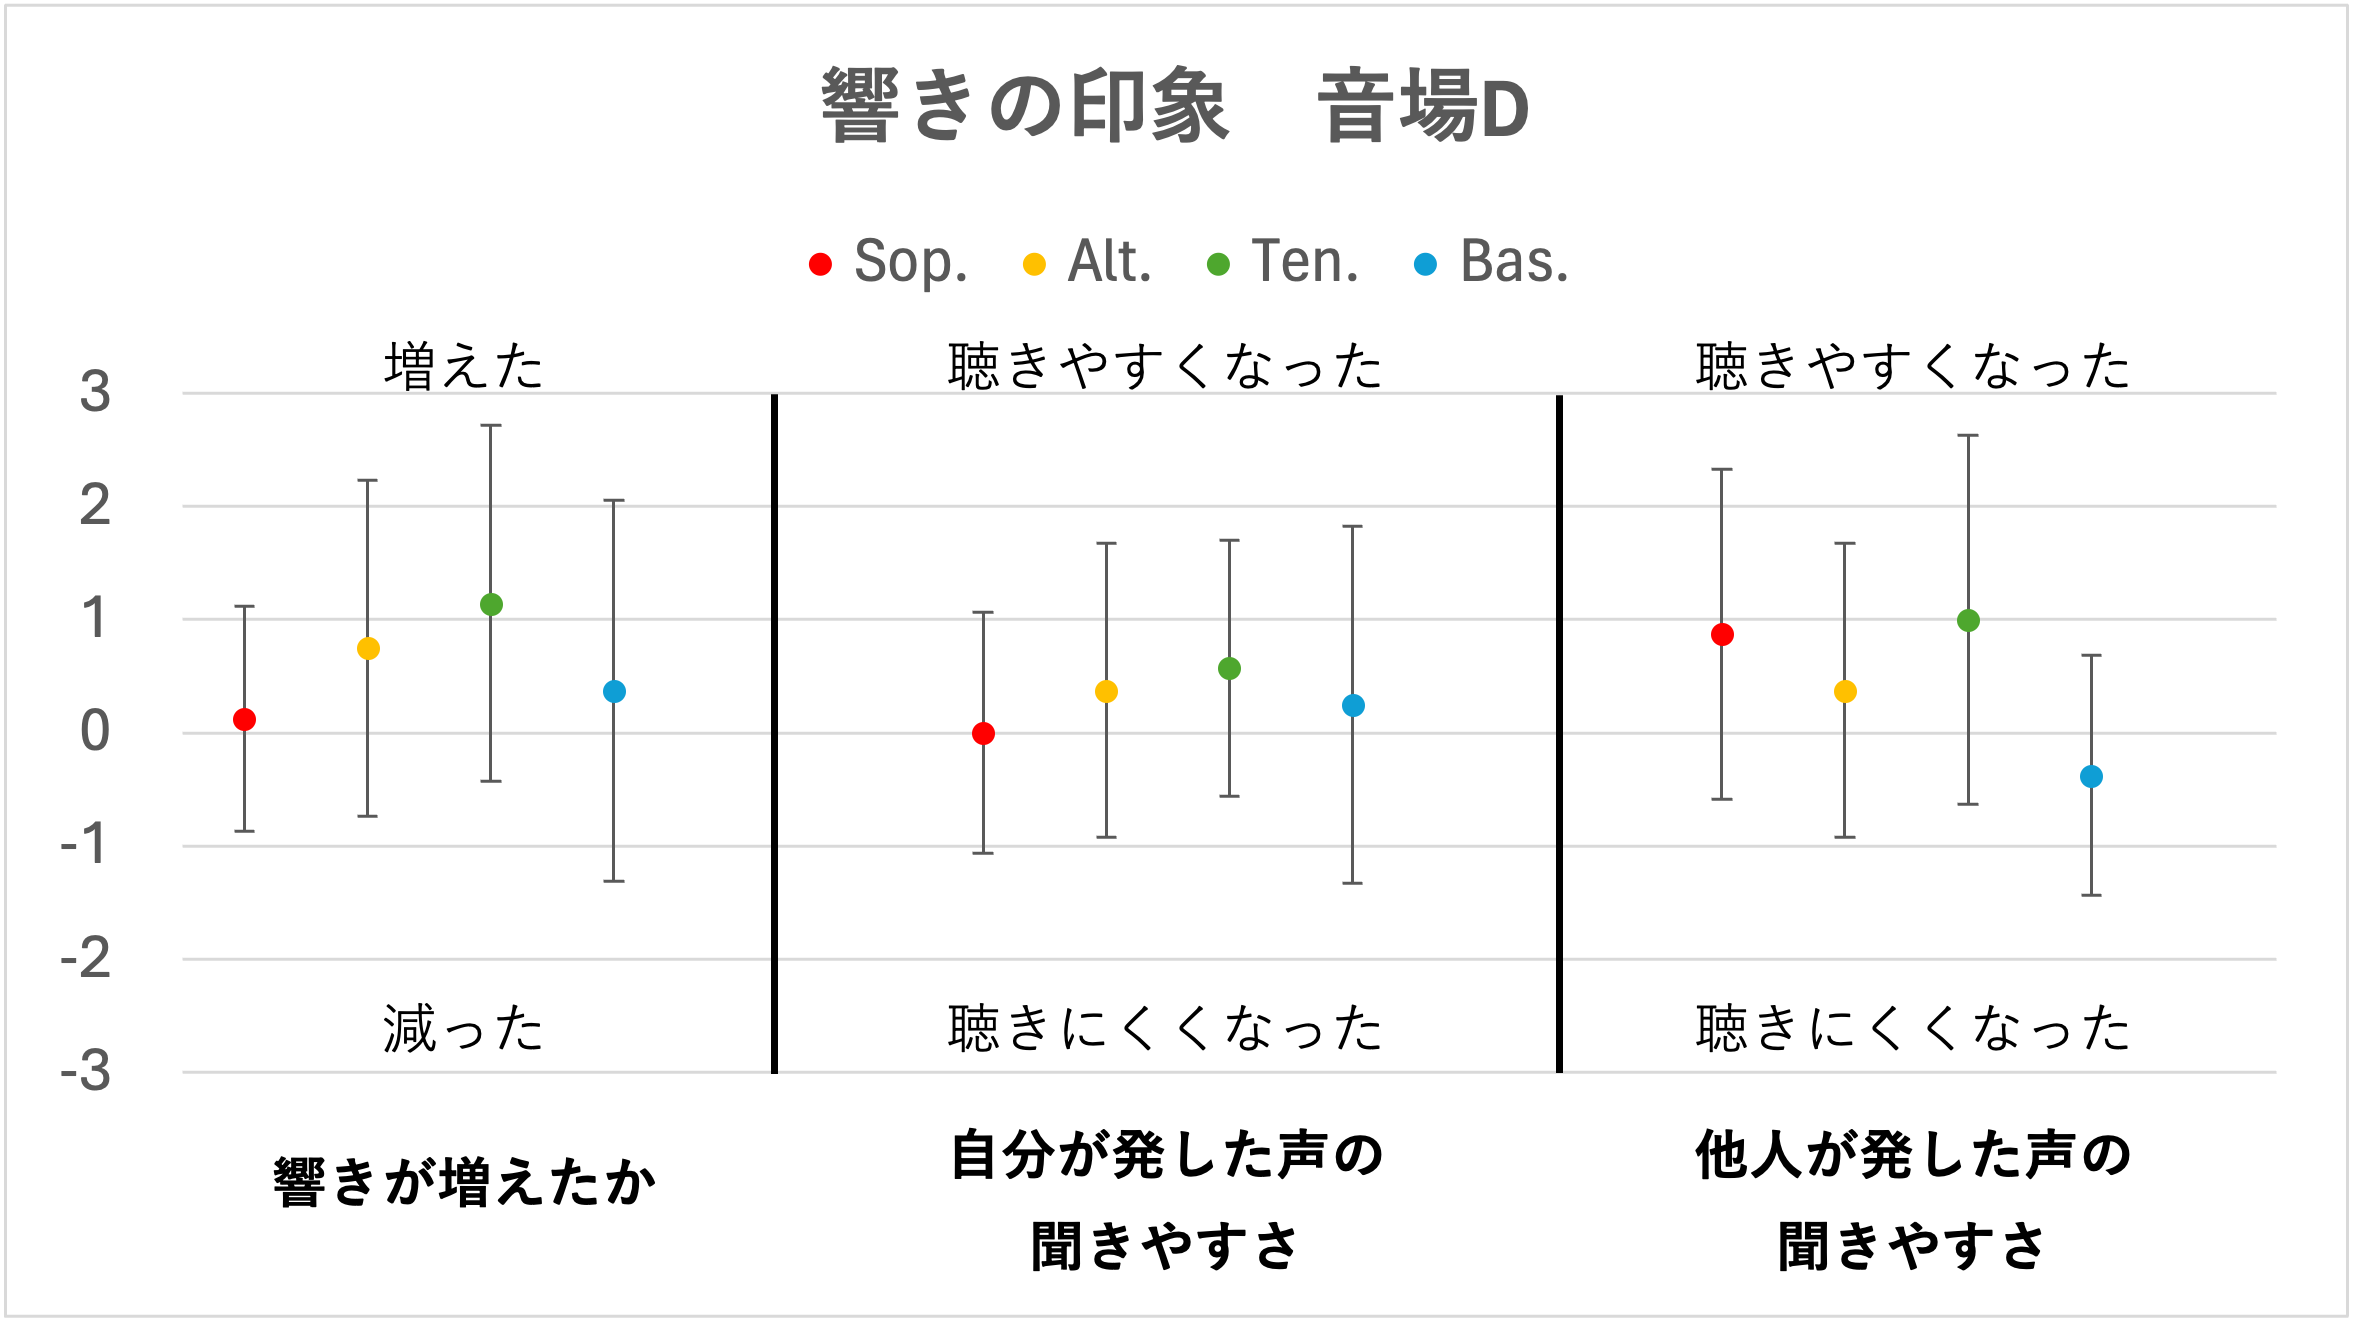 響きの印象　音場D
Sop. Alt. Ten. Bas.
増えた 聴きやすくなった 聴きやすくなった
3
2
1
0
-1
-2
減った 聴きにくくなった 聴きにくくなった
-3
響きが増えたか
自分が発した声の
聞きやすさ
他人が発した声の
聞きやすさ